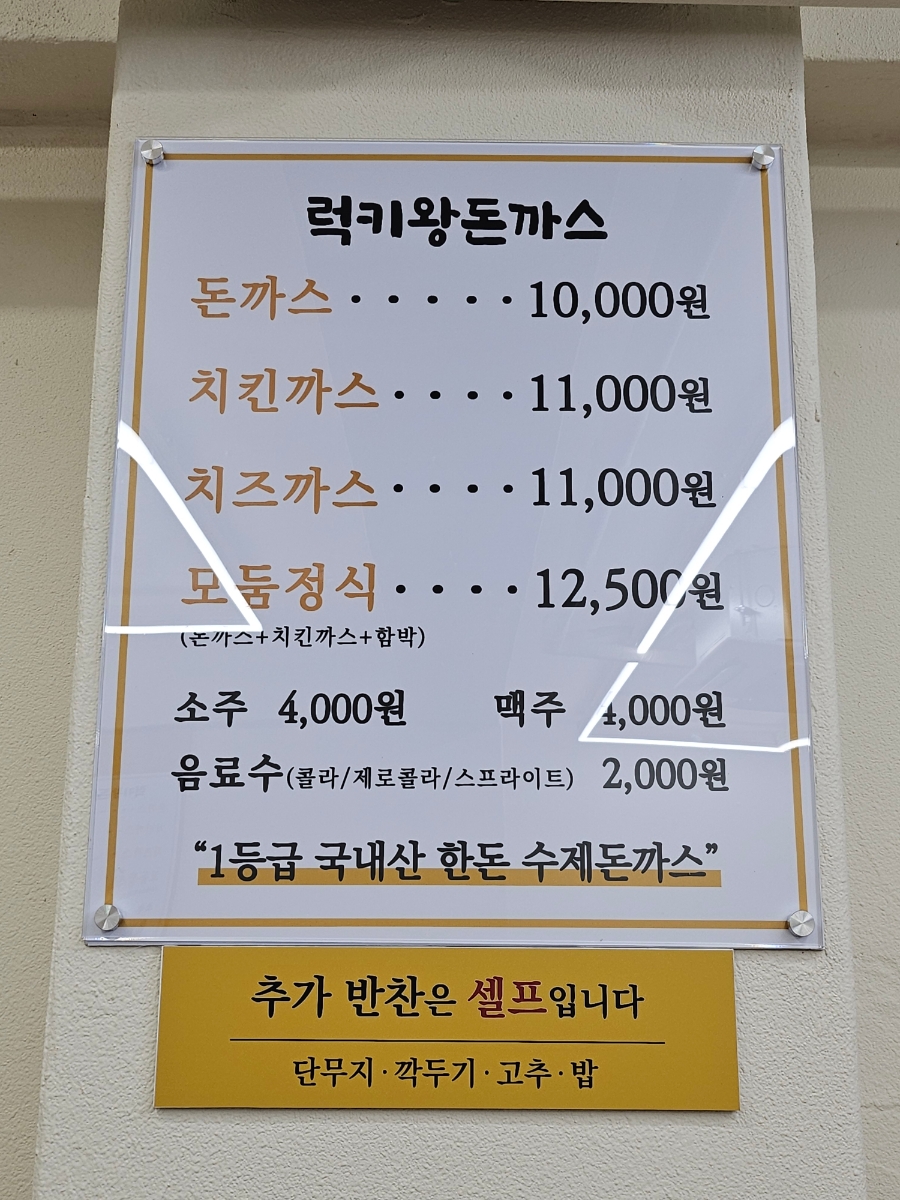 럭키왕돈까스
돈까스 ····· 10,000원
치킨까스 ···· 11,000원
치즈까스 ···· 11,000원
모둠정식 ···· 12,500원
(돈까스+치킨까스+함박)
소주 4,000원 맥주 4,000원
음료수(콜라/제로콜라/스프라이트) 2,000원
“1등급 국내산 한돈 수제돈까스”
추가 반찬은 셀프입니다
단무지·깍두기·고추·밥